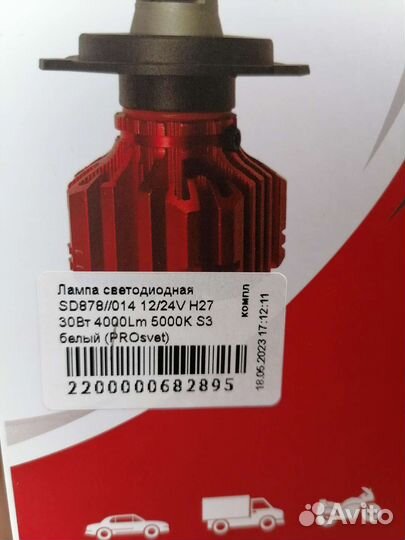 Лампа светодиодная
SD878//014 12/24V H27
30Вт 4000Lm 5000K S3
белый (PROsvet)
2200000682895
компл
18.05.2023 17:12:11
Avito